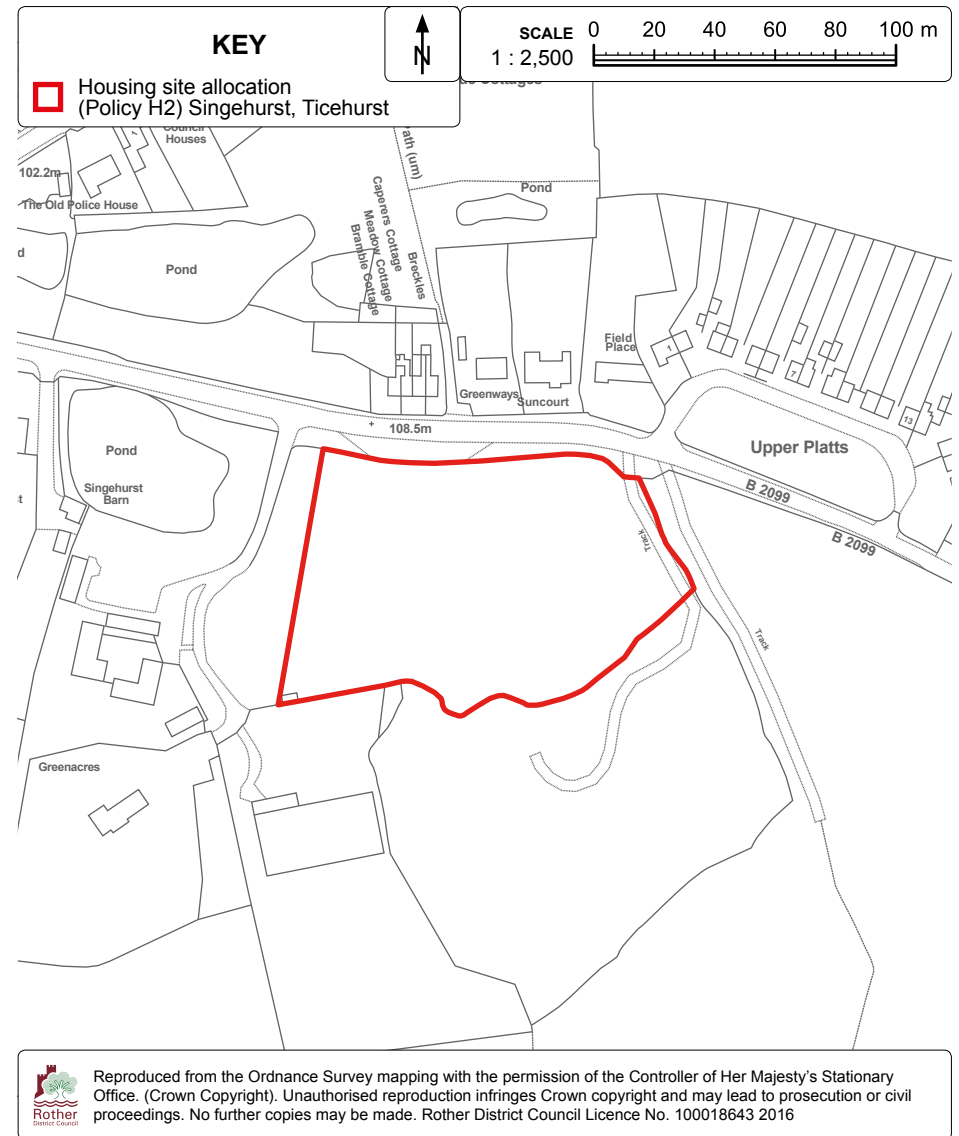 KEY
Housing site allocation
(Policy H2) Singehurst, Ticehurst
N
SCALE
1 : 2,500
0 20 40 60 80 100 m
Cottages
Council
Houses
1
102.2m
The Old Police House
d
Pond
Path (um)
Pond
Caperers Cottage
Meadow Cottage
Bramble Cottage
Breckles
Field
Place
1
7
13
Greenways
Suncourt
108.5m
Upper Platts
B 2099
B 2099
Pond
Singehurst
Barn
t
Track
Track
Greenacres
Rother
District Council
Reproduced from the Ordnance Survey mapping with the permission of the Controller of Her Majesty's Stationary
Office. (Crown Copyright). Unauthorised reproduction infringes Crown copyright and may lead to prosecution or civil
proceedings. No further copies may be made. Rother District Council Licence No. 100018643 2016